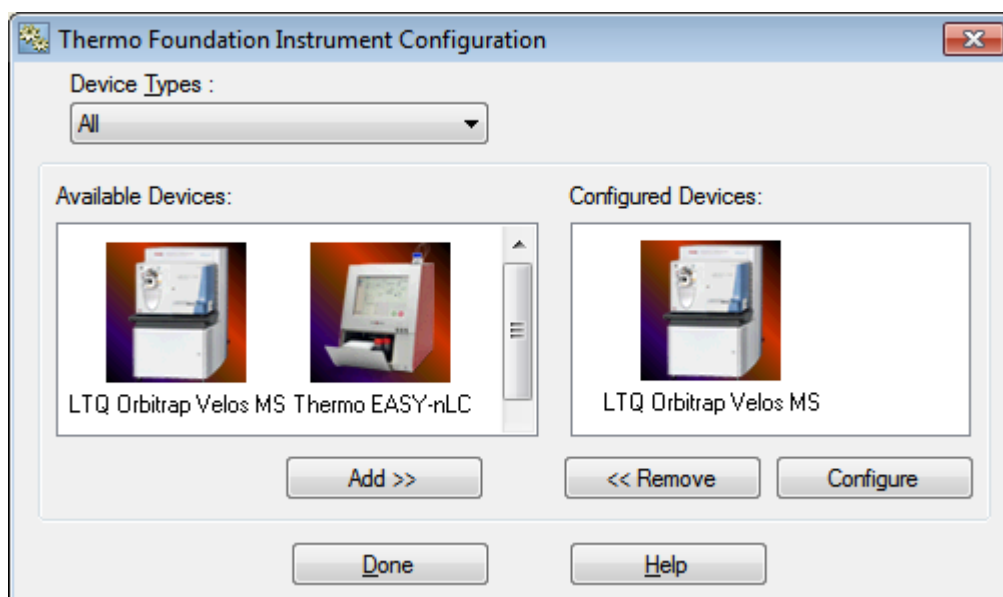 Thermo Foundation Instrument Configuration
Device Types :
All
Available Devices:
Configured Devices:
LTQ Orbitrap Velos MS
Thermo EASY-nLC
LTQ Orbitrap Velos MS
Add >>
<< Remove
Configure
Done
Help